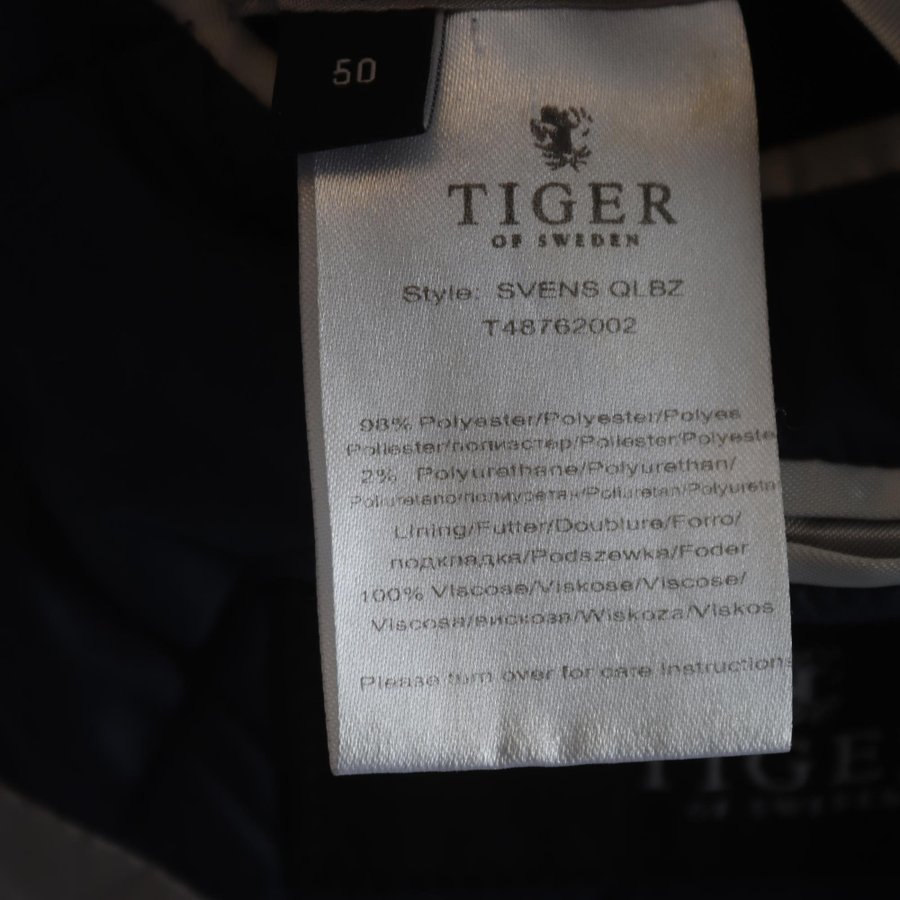 50
TIGER
OF SWEDEN
Style: SVENS QLBZ
T48762002
98% Polyester/Polyester/Polyes
Poliester/полиэстер/Poliester/Polyeste
2% Polyurethane/Polyurethan/
Poliuretano/полиуретан/Poliuretan/Polyureta
Lining/Futter/Doublure/Forro/
подкладка/Podszewka/Foder
100% Viscose/Viskose/Viscose/
Viscosa/вискоза/Wiskoza/Viskos
Please turn over for care instructions
TIGE
OF SWEDEN